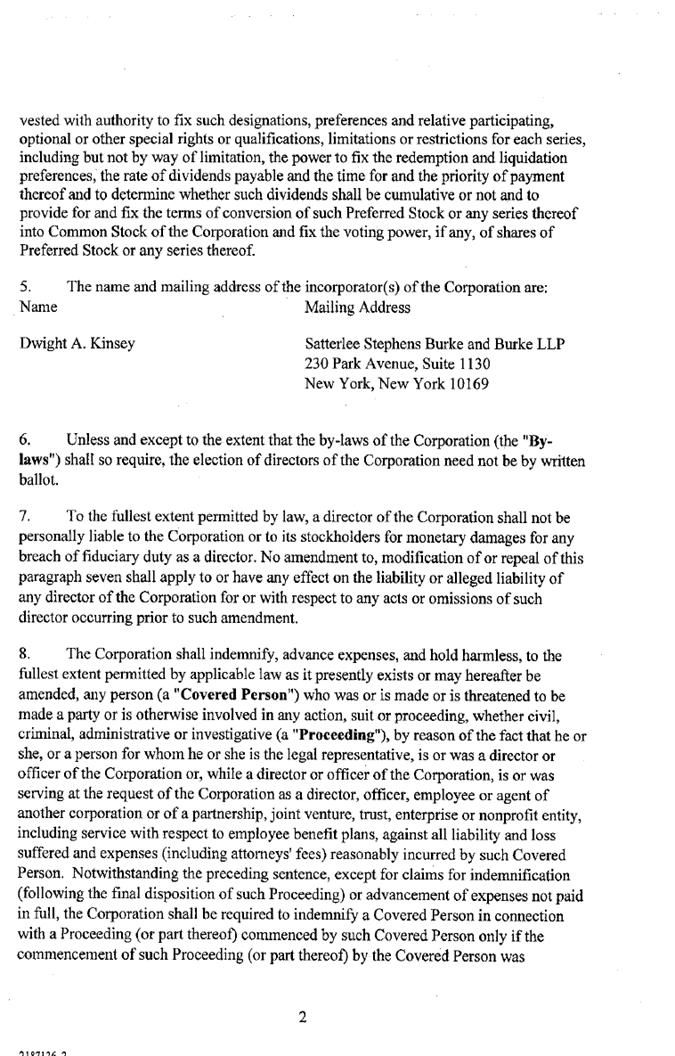 vested with authority to fix such designations, preferences and relative participating,
optional or other special rights or qualifications, limitations or restrictions for each series,
including but not by way of limitation, the power to fix the redemption and liquidation
preferences, the rate of dividends payable and the time for and the priority of payment
thereof and to determine whether such dividends shall be cumulative or not and to
provide for and fix the terms of conversion of such Preferred Stock or any series thereof
into Common Stock of the Corporation and fix the voting power, if any, of shares of
Preferred Stock or any series thereof.
5. The name and mailing address of the incorporator(s) of the Corporation are:
Name Mailing Address
Dwight A. Kinsey Satterlee Stephens Burke and Burke LLP
230 Park Avenue, Suite 1130
New York, New York 10169
6. Unless and except to the extent that the by-laws of the Corporation (the "By-
laws") shall so require, the election of directors of the Corporation need not be by written
ballot.
7. To the fullest extent permitted by law, a director of the Corporation shall not be
personally liable to the Corporation or to its stockholders for monetary damages for any
breach of fiduciary duty as a director. No amendment to, modification of or repeal of this
paragraph seven shall apply to or have any effect on the liability or alleged liability of
any director of the Corporation for or with respect to any acts or omissions of such
director occurring prior to such amendment.
8. The Corporation shall indemnify, advance expenses, and hold harmless, to the
fullest extent permitted by applicable law as it presently exists or may hereafter be
amended, any person (a "Covered Person") who was or is made or is threatened to be
made a party or is otherwise involved in any action, suit or proceeding, whether civil,
criminal, administrative or investigative (a "Proceeding"), by reason of the fact that he or
she, or a person for whom he or she is the legal representative, is or was a director or
officer of the Corporation or, while a director or officer of the Corporation, is or was
serving at the request of the Corporation as a director, officer, employee or agent of
another corporation or of a partnership, joint venture, trust, enterprise or nonprofit entity,
including service with respect to employee benefit plans, against all liability and loss
suffered and expenses (including attorneys' fees) reasonably incurred by such Covered
Person. Notwithstanding the preceding sentence, except for claims for indemnification
(following the final disposition of such Proceeding) or advancement of expenses not paid
in full, the Corporation shall be required to indemnify a Covered Person in connection
with a Proceeding (or part thereof) commenced by such Covered Person only if the
commencement of such Proceeding (or part thereof) by the Covered Person was
2